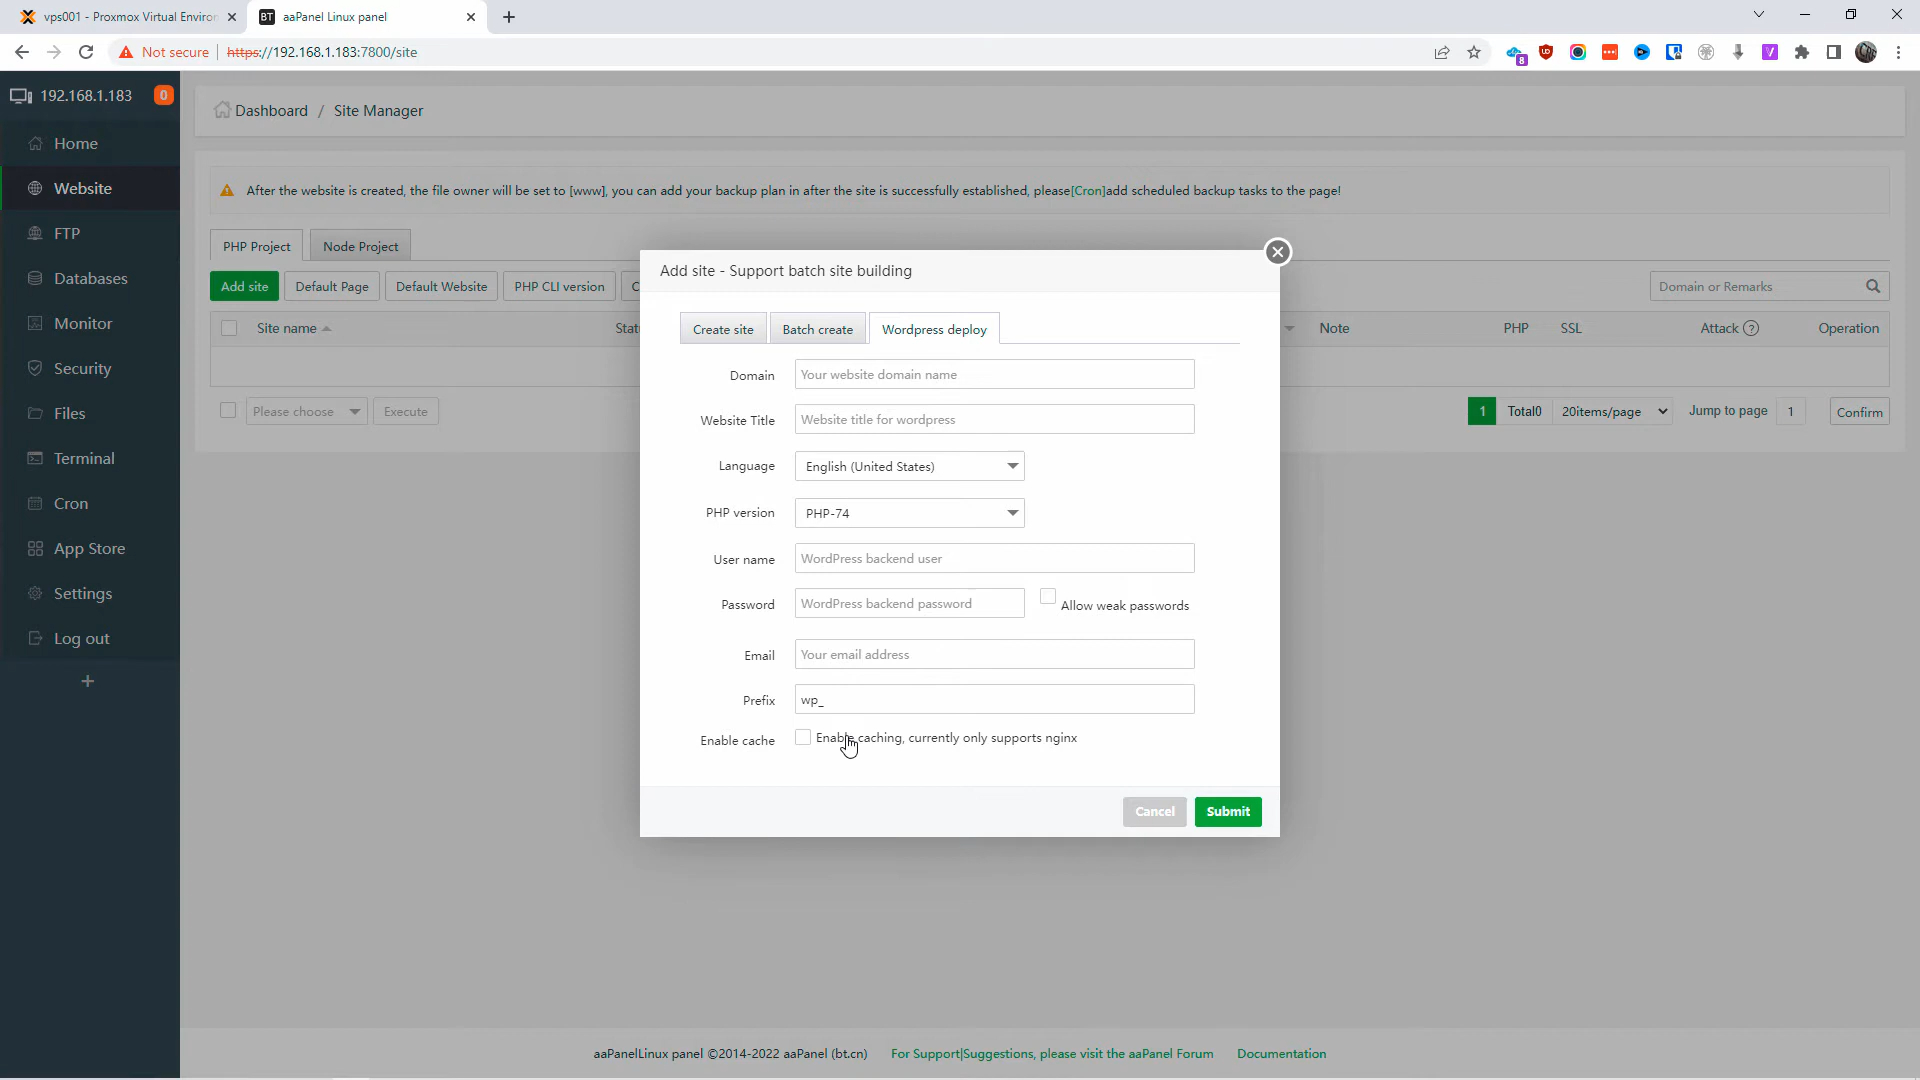 vps001 - Proxmox Virtual Environ
BT
aaPanel Linux panel
Not secure
https://192.168.1.183:7800/site
8
192.168.1.183
0
Home
Website
FTP
Databases
Monitor
Security
Files
Terminal
Cron
App Store
Settings
Log out
Dashboard / Site Manager
After the website is created, the file owner will be set to [www], you can add your backup plan in after the site is successfully established, please[Cron]add scheduled backup tasks to the page!
PHP Project
Node Project
Add site
Default Page
Default Website
PHP CLI version
C
Domain or Remarks
Site name
Stat
Note
PHP
SSL
Attack ?
Operation
Please choose
Execute
1
Total0
20items/page
Jump to page
1
Confirm
Add site - Support batch site building
Create site
Batch create
Wordpress deploy
Domain
Your website domain name
Website Title
Website title for wordpress
Language
English (United States)
PHP version
PHP-74
User name
WordPress backend user
Password
WordPress backend password
Allow weak passwords
Email
Your email address
Prefix
wp_
Enable cache
Enable caching, currently only supports nginx
Cancel
Submit
aaPanelLinux panel ©2014-2022 aaPanel (bt.cn)
For Support|Suggestions, please visit the aaPanel Forum
Documentation